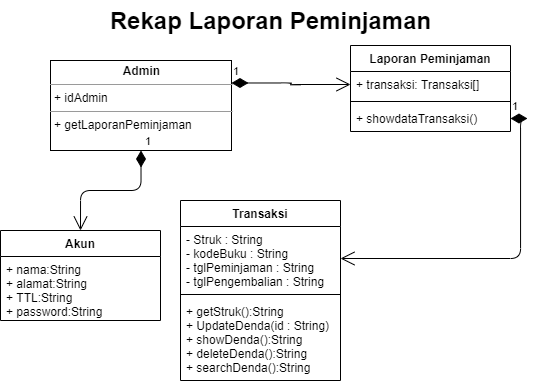 Rekap Laporan Peminjaman
Admin
+ idAdmin
+ getLaporanPeminjaman
1
1
Laporan Peminjaman
+ transaksi: Transaksi[]
+ showdataTransaksi()
1
Akun
+ nama:String
+ alamat:String
+ TTL:String
+ password:String
Transaksi
- Struk : String
- kodeBuku : String
- tglPeminjaman : String
- tglPengembalian : String
+ getStruk():String
+ UpdateDenda(id : String)
+ showDenda():String
+ deleteDenda():String
+ searchDenda():String